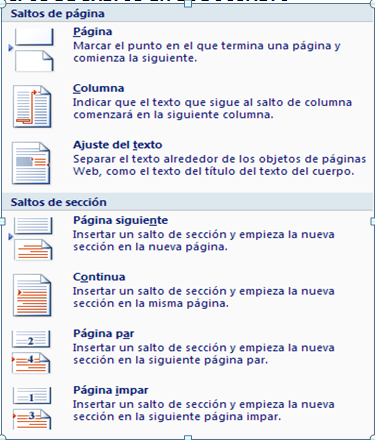 Saltos de página
Página
Marcar el punto en el que termina una página y
comienza la siguiente.
Columna
Indicar que el texto que sigue al salto de columna
comenzará en la siguiente columna.
Ajuste del texto
Separar el texto alrededor de los objetos de páginas
Web, como el texto del título del texto del cuerpo.
Saltos de sección
Página siguiente
Insertar un salto de sección y empieza la nueva
sección en la nueva página.
Continua
Insertar un salto de sección y empieza la nueva
sección en la misma página.
2
4
Página par
Insertar un salto de sección y empieza la nueva
sección en la siguiente página par.
1
3
Página impar
Insertar un salto de sección y empieza la nueva
sección en la siguiente página impar.